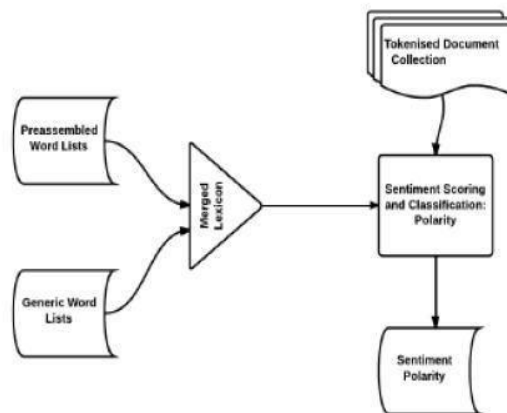 Tokenised Document
Collection
Preassembled
Word Lists
Merged
Lexicon
Sentiment Scoring
and Classification:
Polarity
Generic Word
Lists
Sentiment
Polarity